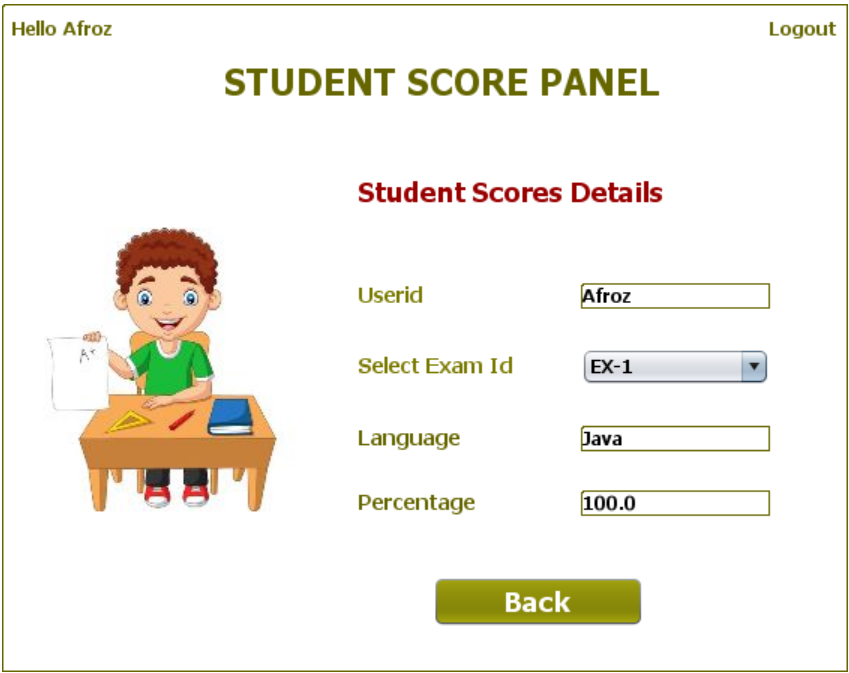 Hello Afroz Logout
STUDENT SCORE PANEL
Student Scores Details
Userid Afroz
Select Exam Id EX-1
A+
Language Java
Percentage 100.0
Back